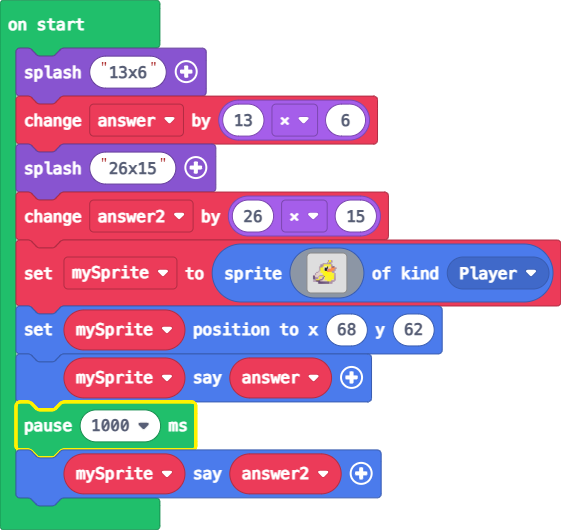 on start
splash "13x6"
change answer by 13 × 6
splash "26x15"
change answer2 by 26 × 15
set mySprite to sprite of kind Player
set mySprite position to x 68 y 62
mySprite say answer
pause 1000 ms
mySprite say answer2